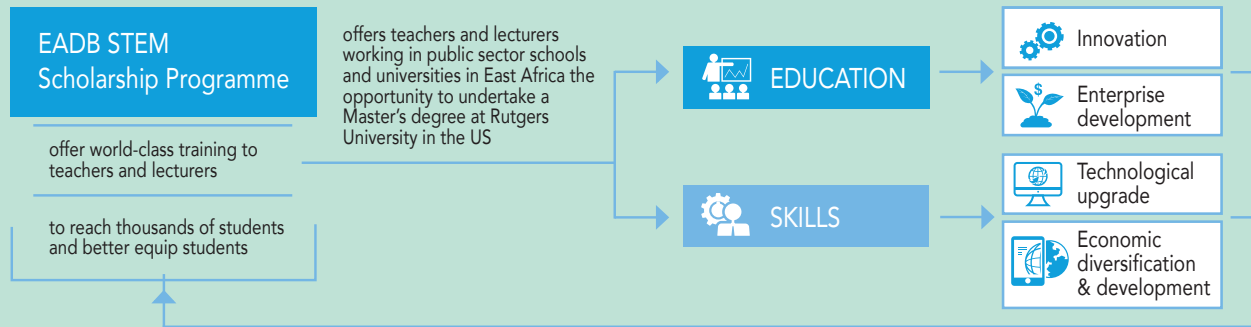 EADB STEM
Scholarship Programme
offer world-class training to
teachers and lecturers
to reach thousands of students
and better equip students
offers teachers and lecturers
working in public sector schools
and universities in East Africa the
opportunity to undertake a
Master’s degree at Rutgers
University in the US
EDUCATION
SKILLS
Innovation
$
Enterprise
development
Technological
upgrade
Economic
diversification
& development